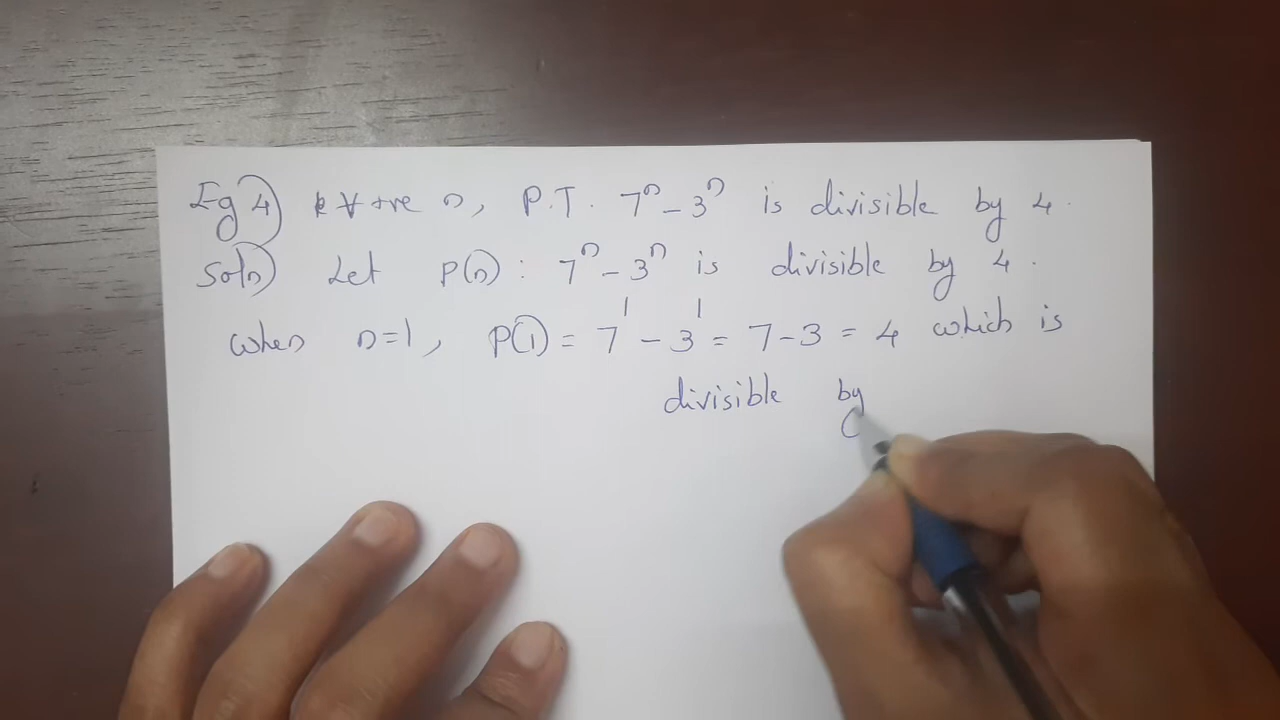 Eg 4) ∀ +ve n, P.T. 7ⁿ - 3ⁿ is divisible by 4.
Soln) Let P(n) : 7ⁿ - 3ⁿ is divisible by 4.
when n=1, P(1) = 7¹ - 3¹ = 7-3 = 4 which is
divisible by